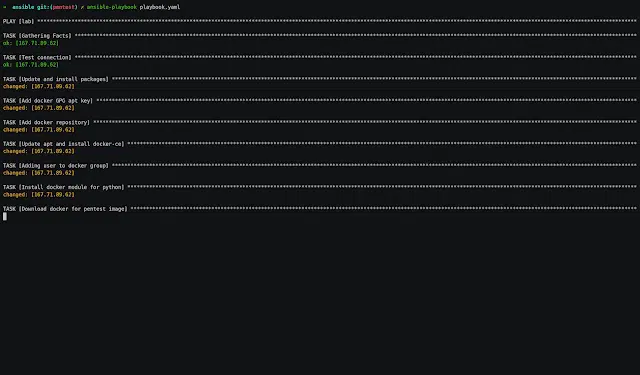 ➜ ansible git:(pentest) ✗ ansible-playbook playbook.yaml
PLAY [lab] ****************************************************************************************************
TASK [Gathering Facts] ****************************************************************************************************
ok: [167.71.89.62]
TASK [Test connection] ****************************************************************************************************
ok: [167.71.89.62]
TASK [Update and install packages] ****************************************************************************************************
changed: [167.71.89.62]
TASK [Add docker GPG apt key] ****************************************************************************************************
changed: [167.71.89.62]
TASK [Add docker repository] ****************************************************************************************************
changed: [167.71.89.62]
TASK [Update apt and install docker-ce] ****************************************************************************************************
changed: [167.71.89.62]
TASK [Adding user to docker group] ****************************************************************************************************
changed: [167.71.89.62]
TASK [Install docker module for python] ****************************************************************************************************
changed: [167.71.89.62]
TASK [Download docker for pentest image] ****************************************************************************************************